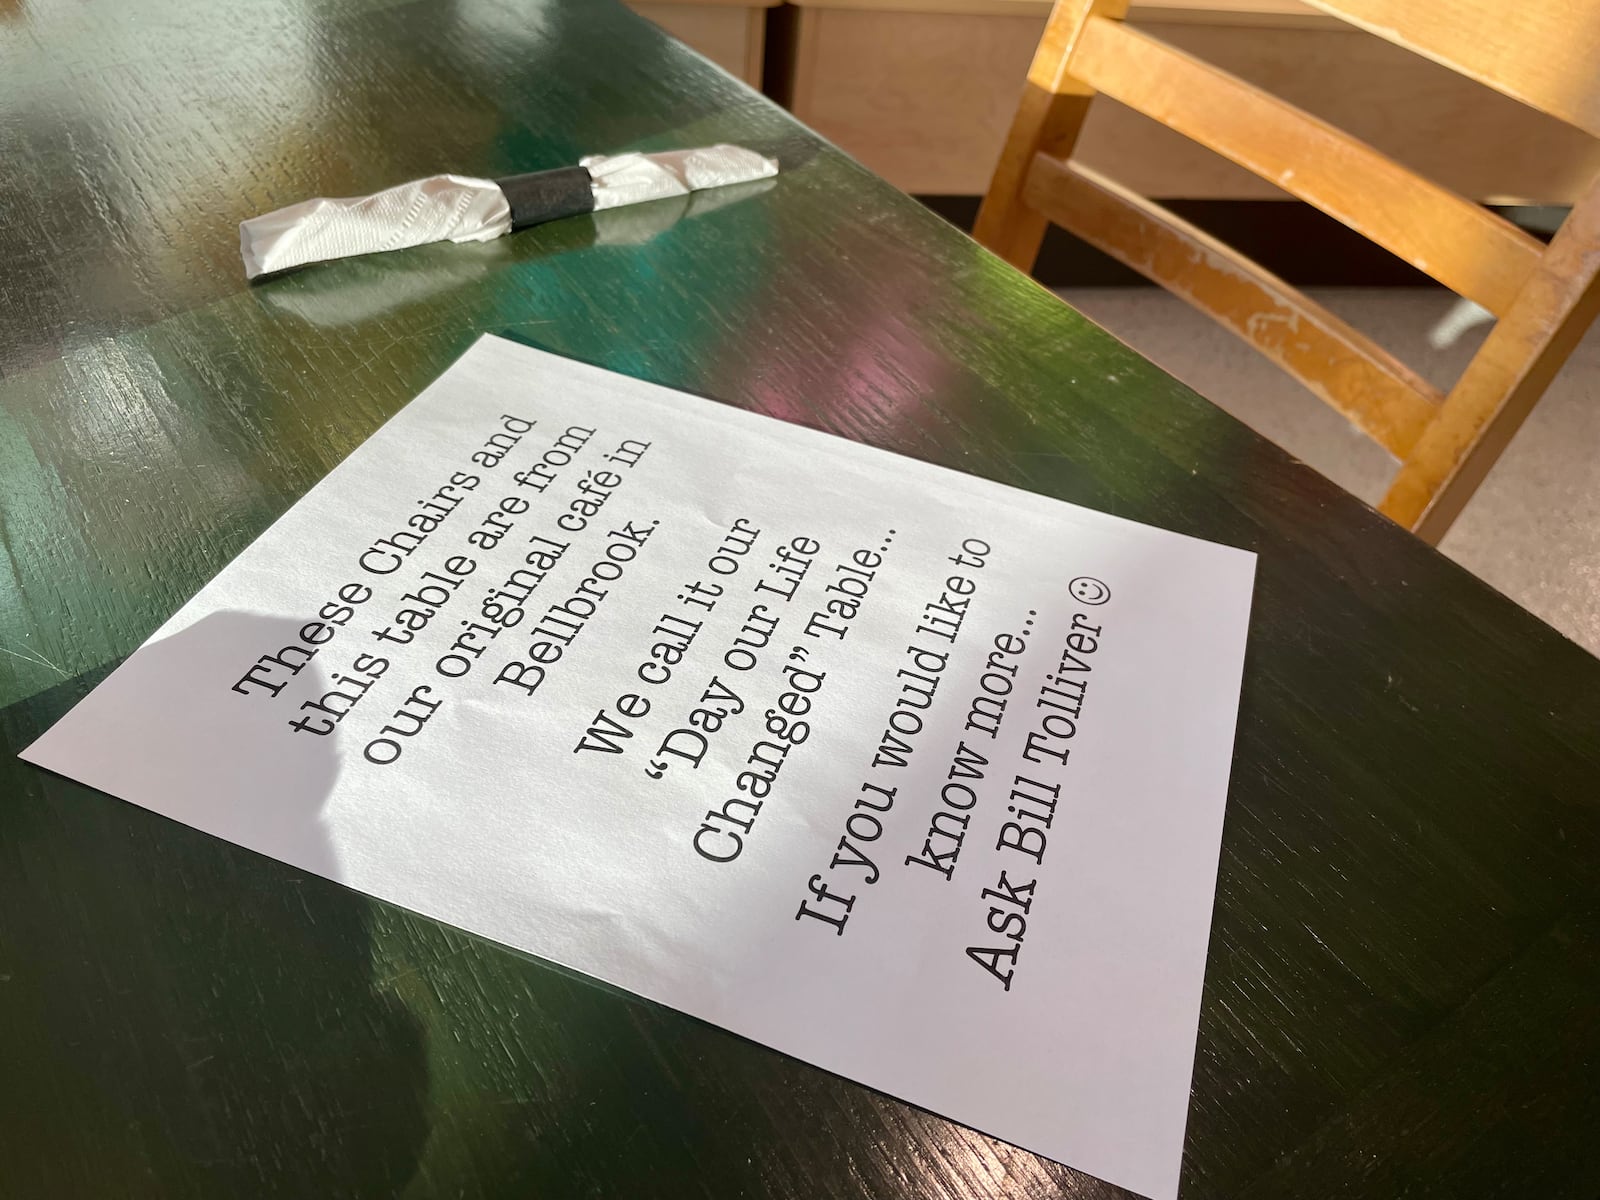 These Chairs and
this table are from
our original café in
Bellbrook.
We call it our
“Day our Life
Changed” Table...
If you would like to
know more...
Ask Bill Tolliver ☺